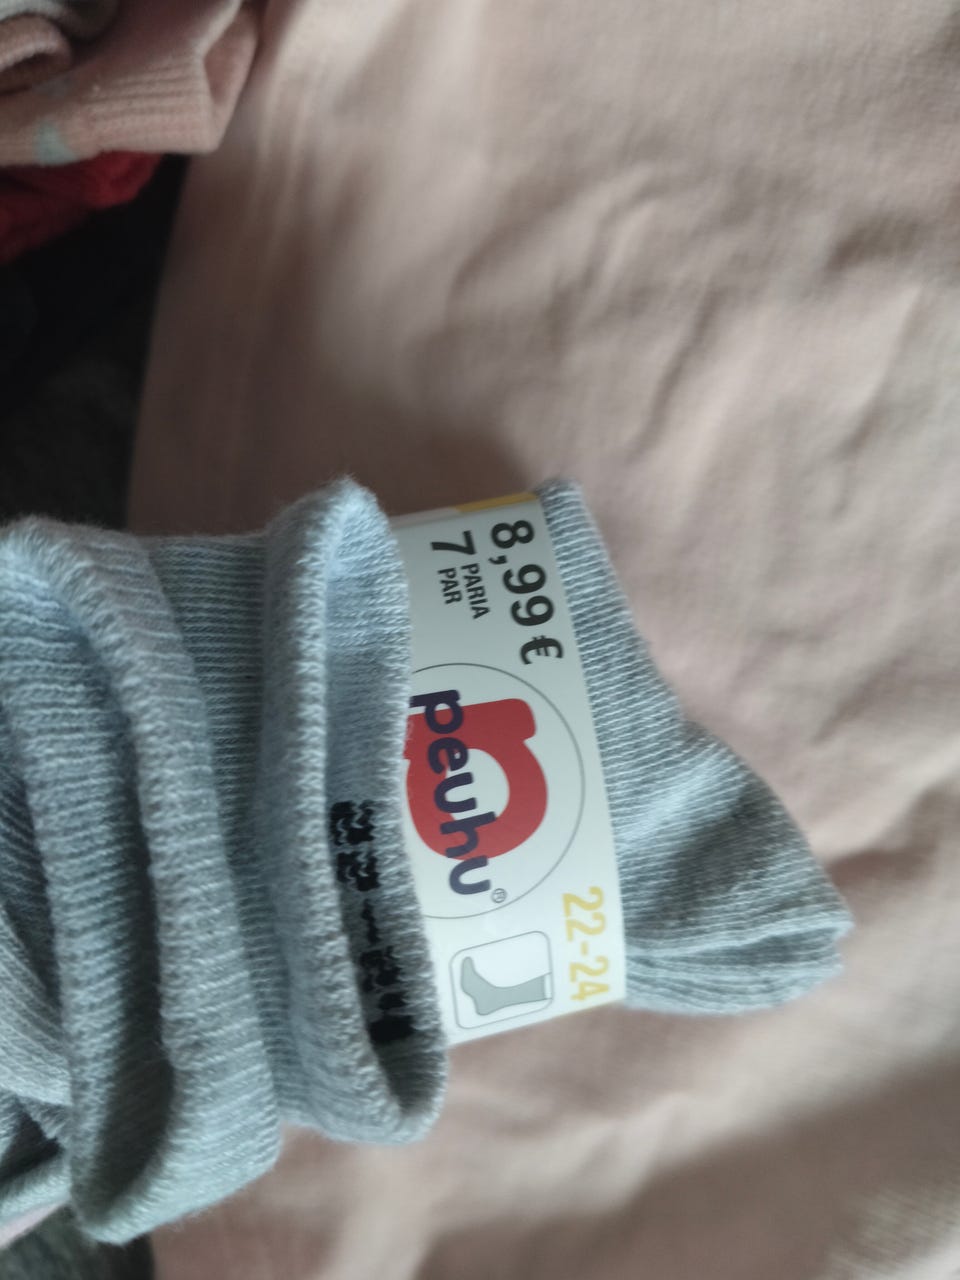 8,99 €
7 PARIA
PAR
peuhu®
22-24